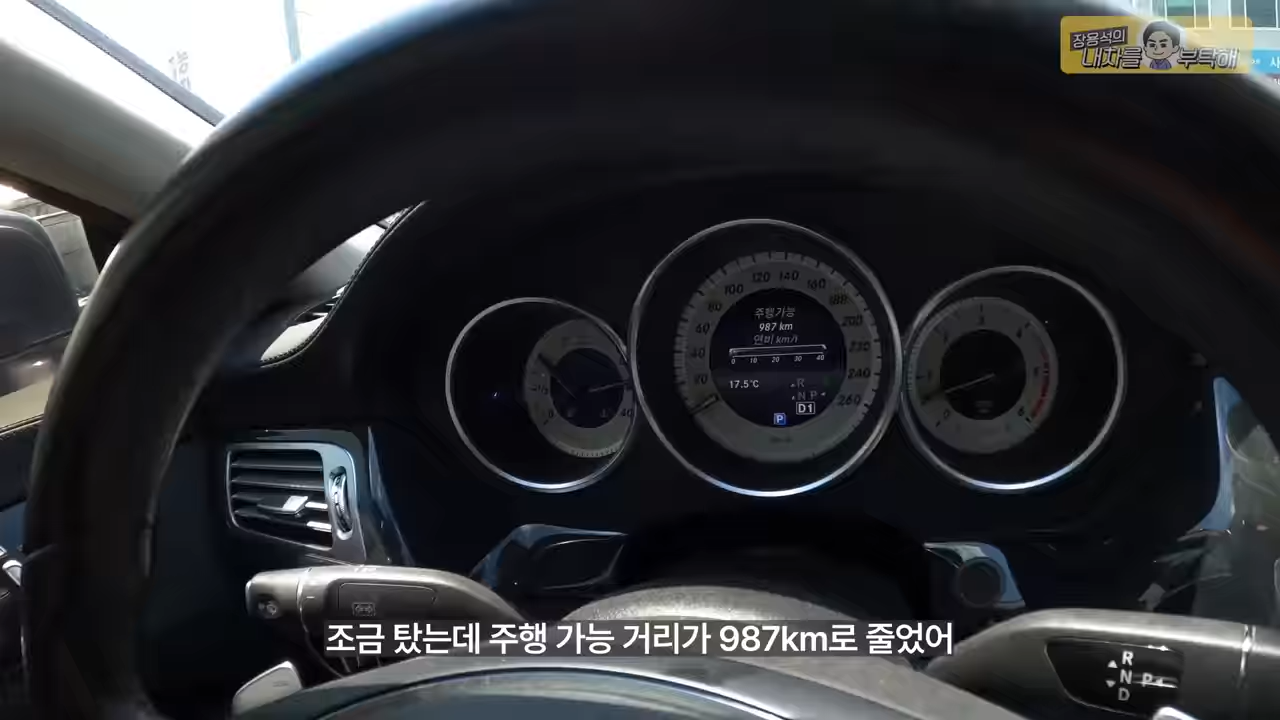 장용석의
내차를 부탁해
80 100 120 140 160 180 200 230 240 260
60
40
20
주행가능
987 km
연비 km/l
0 10 20 30 40
17.5°C
R
N P
D1
P
조금 탔는데 주행 가능 거리가 987km로 줄었어
R
N P
D